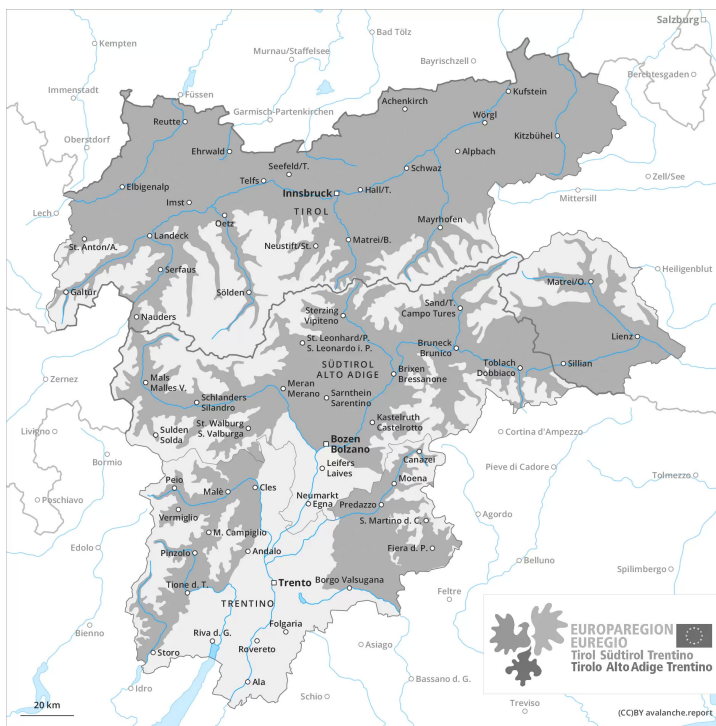 Salzburg
Kempten
Bad Tölz
Murnau/Staffelsee
Bayrischzell
Berchtesgaden
Immenstadt
Füssen
Garmisch-Partenkirchen
Achenkirch
Kufstein
Reutte
Wörgl
Oberstdorf
Ehrwald
Kitzbühel
Alpbach
Seefeld/T.
Schwaz
Telfs
Zell/See
Elbigenalp
Innsbruck
Hall/T.
Mittersill
Imst
TIROL
Lech
Oetz
Mayrhofen
Landeck
St. Anton/A.
Neustift/St.
Matrei/B.
Serfaus
Heiligenblut
Matrei/O.
Galtür
Sölden
Sand/T.
Campo Tures
Nauders
Sterzing
Vipiteno
Lienz
St. Leonhard/P.
S. Leonardo i. P.
Bruneck
Brunico
Toblach
Dobbiaco
Sillian
SÜDTIROL
ALTO ADIGE
Brixen
Bressanone
Zernez
Mals
Malles V.
Meran
Merano
Schlanders
Silandro
Sarnthein
Sarentino
Kastelruth
Castelrotto
St. Walburg
S. Valburga
Sulden
Solda
Livigno
Cortina d'Ampezzo
Bozen
Bolzano
Bormio
Canazei
Leifers
Laives
Pieve di Cadore
Tolmezzo
Peio
Malè
Cles
Moena
Poschiavo
Neumarkt
Egna
Predazzo
Vermiglio
Agordo
S. Martino d. C.
M. Campiglio
Edolo
Pinzolo
Andalo
Fiera d. P.
Belluno
Spilimbergo
Tione d. T.
Trento
Borgo Valsugana
Feltre
TRENTINO
Folgaria
Bienno
Riva d. G.
Rovereto
Asiago
Storo
Ala
Idro
Schio
Bassano d. G.
Treviso
EUROPAREGION
EUREGIO
Tirol Südtirol Trentino
Tirolo Alto Adige Trentino
20 km
(CC)BY avalanche.report